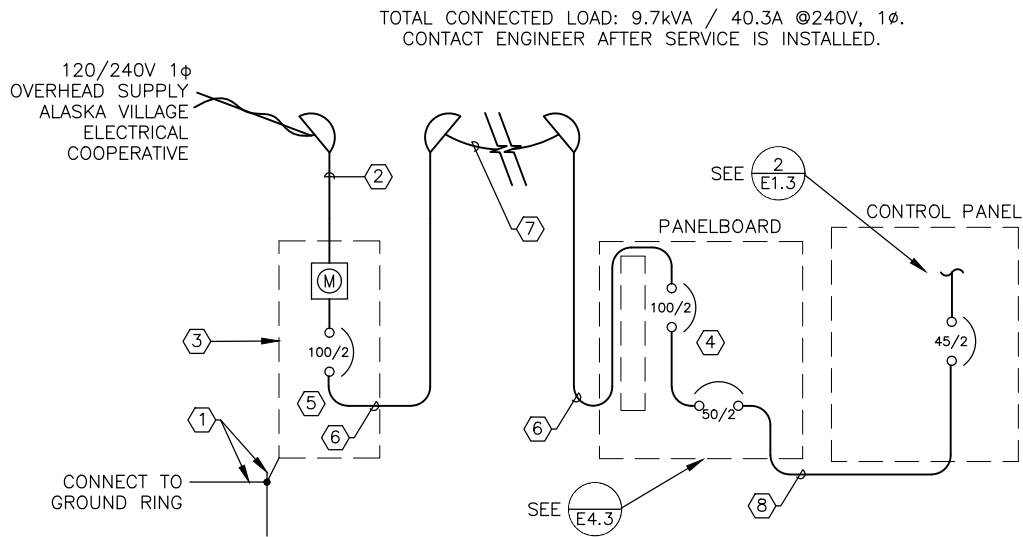 TOTAL CONNECTED LOAD: 9.7kVA / 40.3A @240V, 1ø.
CONTACT ENGINEER AFTER SERVICE IS INSTALLED.
120/240V 1ϕ
OVERHEAD SUPPLY
ALASKA VILLAGE
ELECTRICAL
COOPERATIVE
2
7
SEE
2
E1.3
PANELBOARD
CONTROL PANEL
M
3
100/2
5
6
100/2
4
45/2
50/2
6
1
CONNECT TO
GROUND RING
SEE
E4.3
8